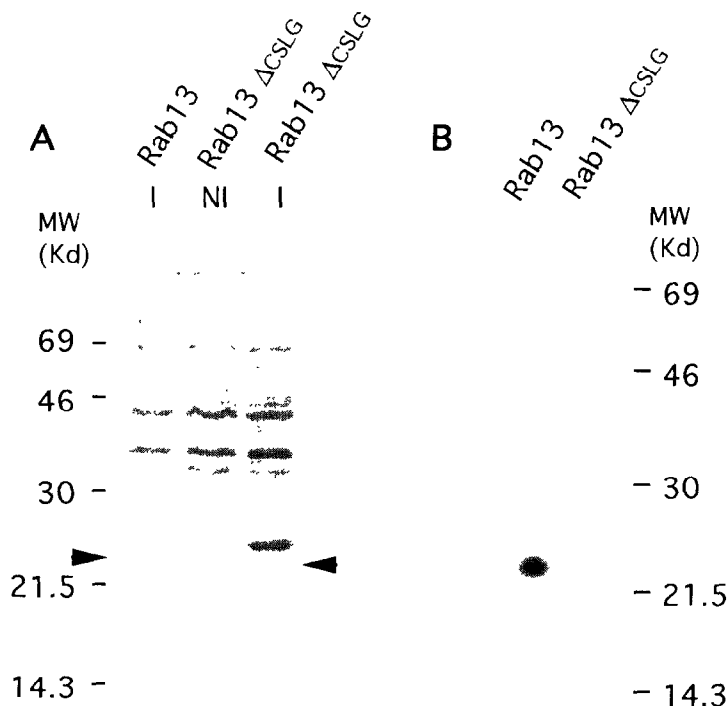 A
Rab13
Rab13 ΔCSLG
Rab13 ΔCSLG
I
NI
I
MW
(Kd)
69
46
30
21.5
14.3
B
Rab13
Rab13 ΔCSLG
MW
(Kd)
69
46
30
21.5
14.3